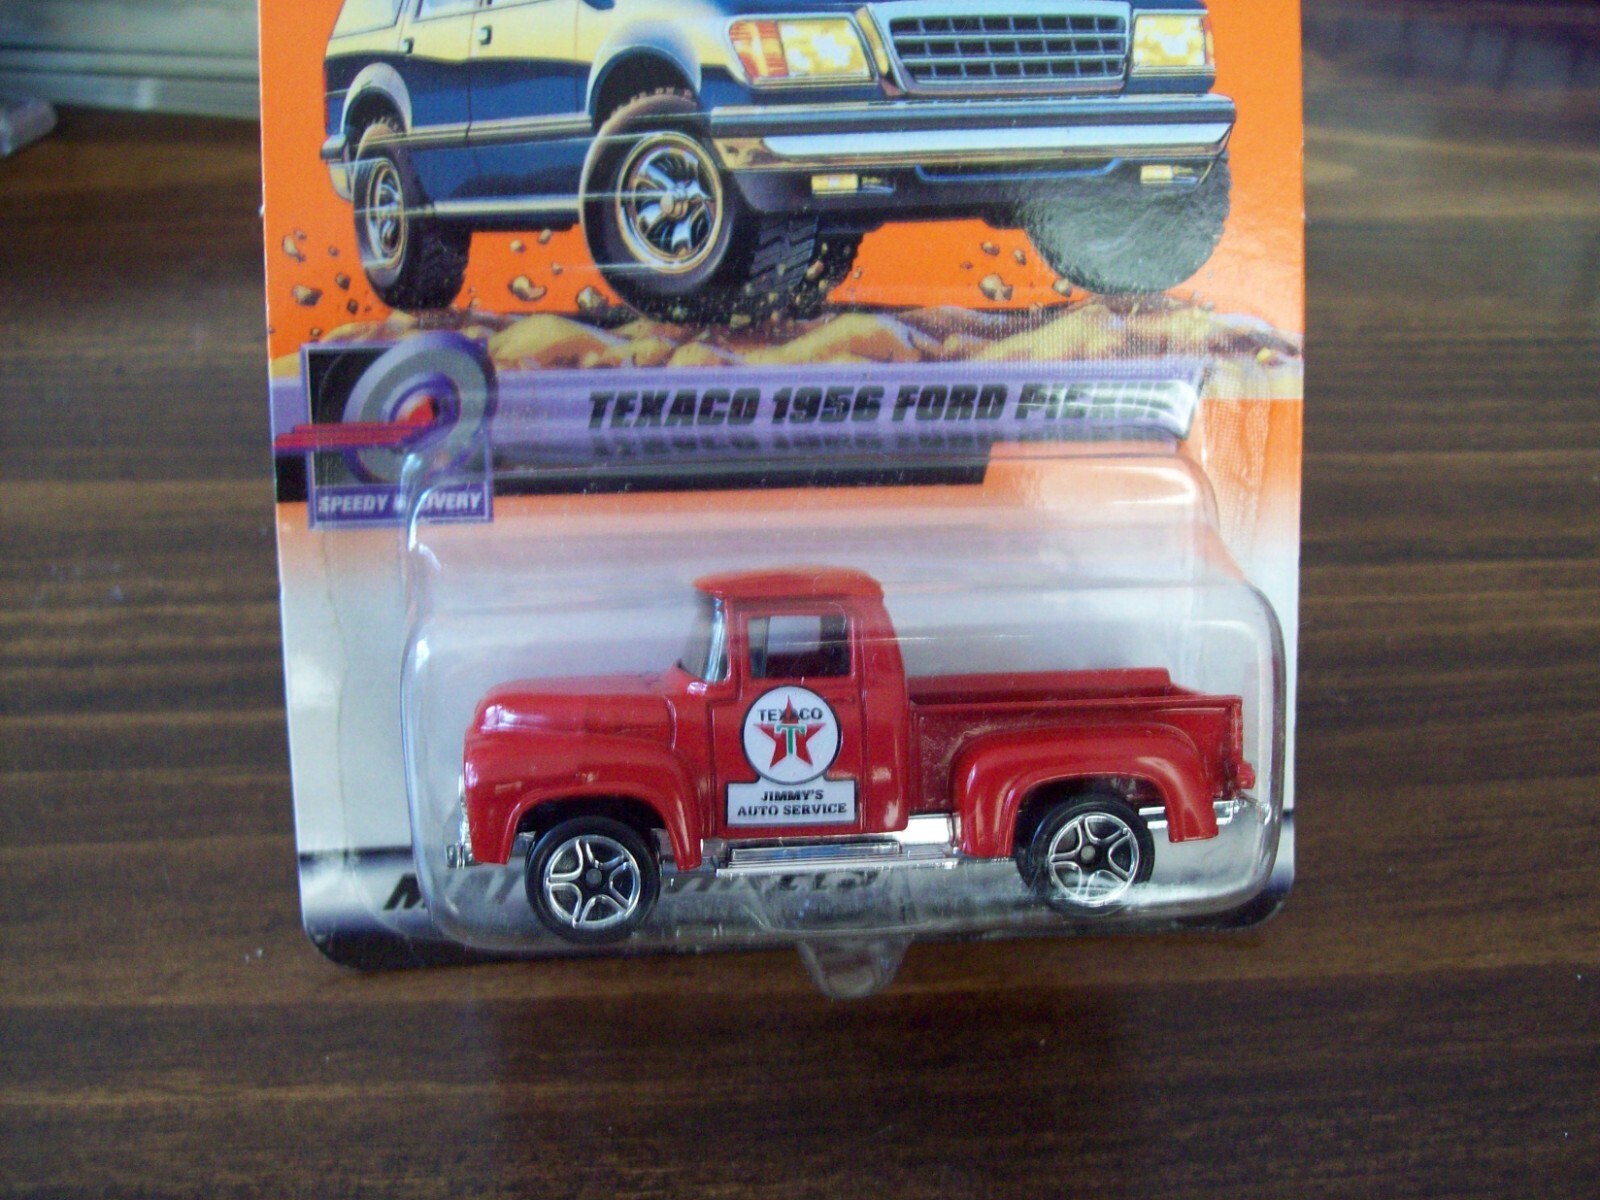 TEXACO 1956 FORD PICKUP
SPEEDY DELIVERY
TEXACO
T
JIMMY'S
AUTO SERVICE